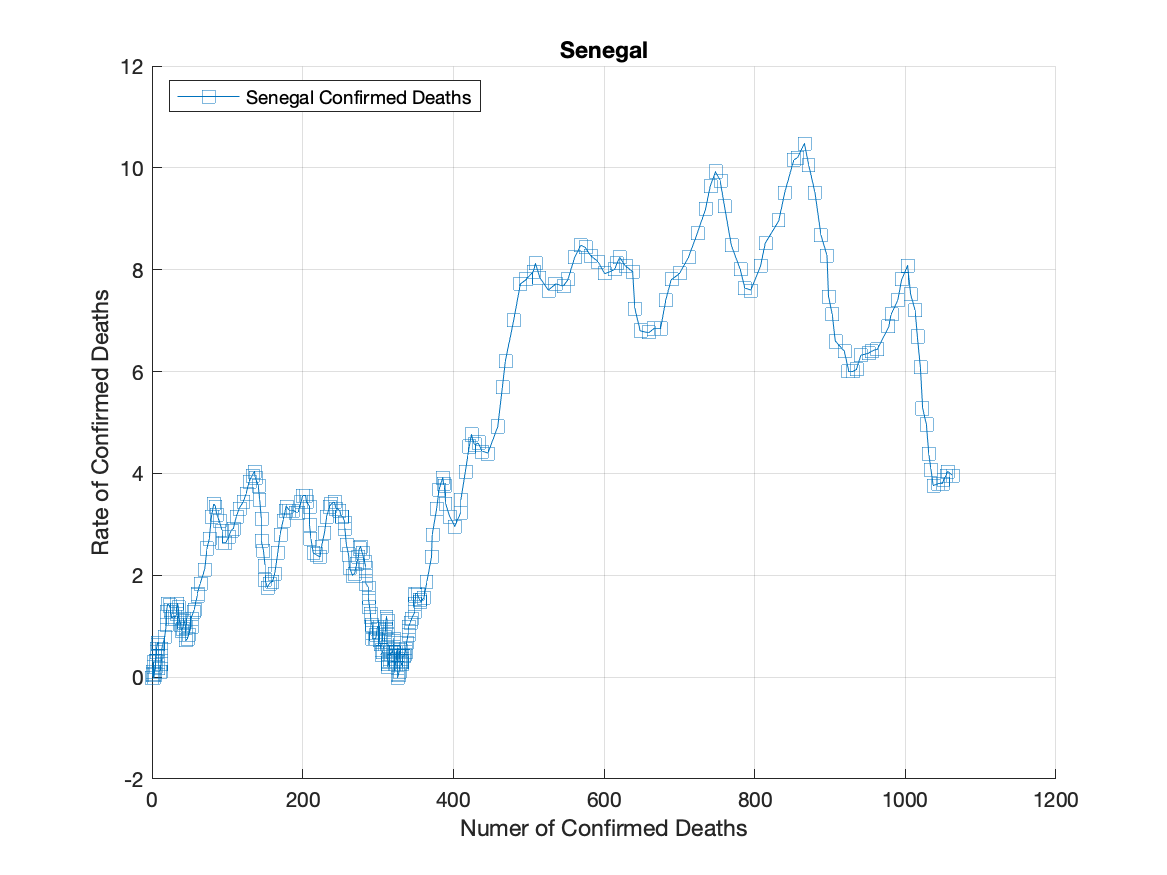 Senegal
Senegal Confirmed Deaths
12
10
8
6
4
2
0
-2
0 200 400 600 800 1000 1200
Rate of Confirmed Deaths
Numer of Confirmed Deaths